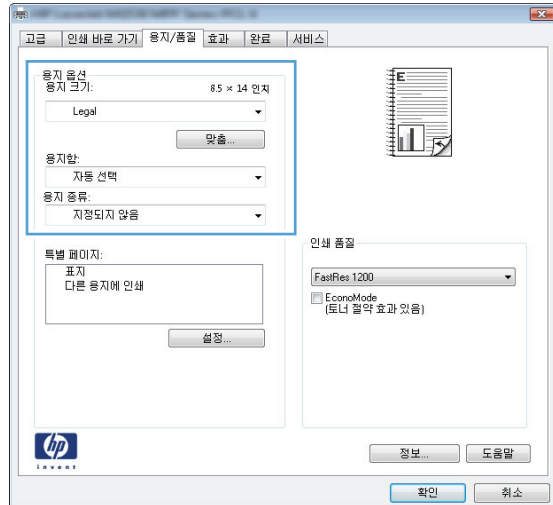 고급
인쇄 바로 가기
용지/품질
효과
완료
서비스
용지 옵션
용지 크기:
8.5 × 14 인치
Legal
맞춤...
용지함:
자동 선택
용지 종류:
지정되지 않음
특별 페이지:
표지
다른 용지에 인쇄
설정...
E
인쇄 품질
FastRes 1200
EconoMode
(토너 절약 효과 있음)
hp
invent
정보...
도움말
확인
취소